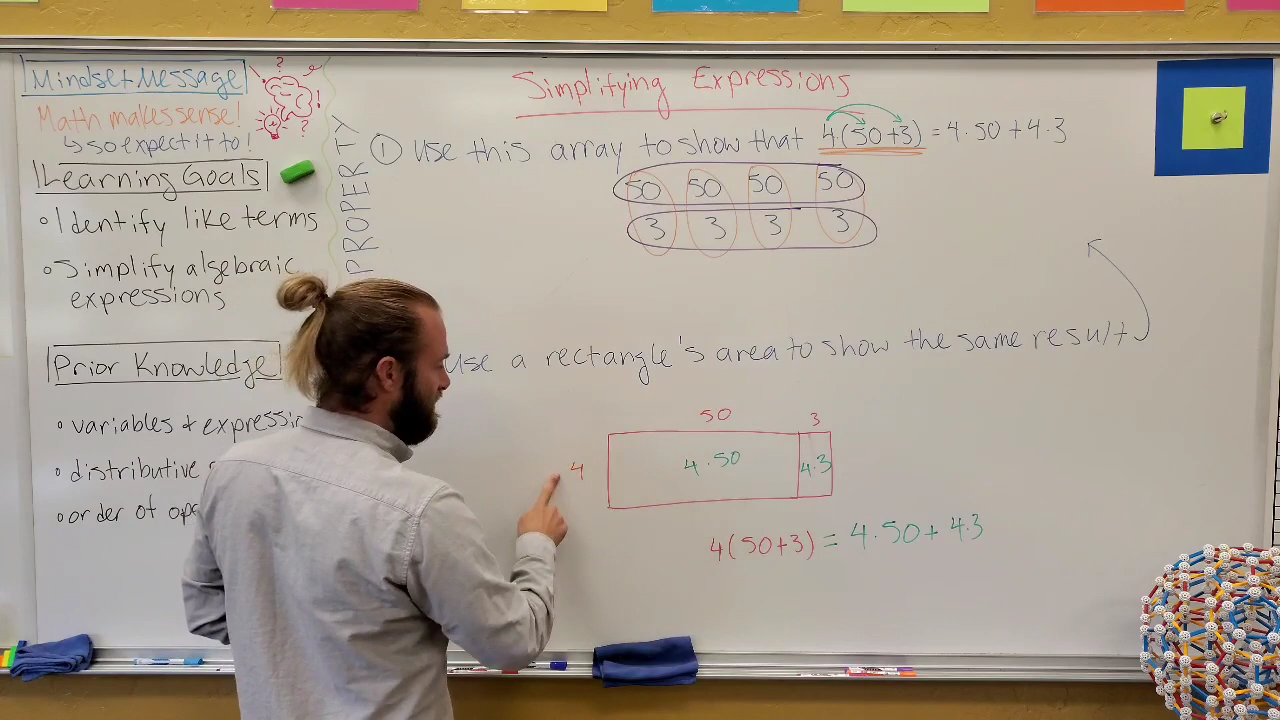 Mindset Message
Math makes sense!
↳ so expect it to!
Learning Goals
◦ Identify like terms
◦ Simplify algebraic
expressions
Prior Knowledge
◦ variables +
◦ distributive
◦ order of
PROPERTY
Simplifying Expressions
① Use this array to show that 4(50+3) = 4·50+4·3
50 50 50 50
3 3 3 3
use a rectangle's area to show the same result
50 3
4 4·50 4·3
4(50+3) = 4·50+ 4·3